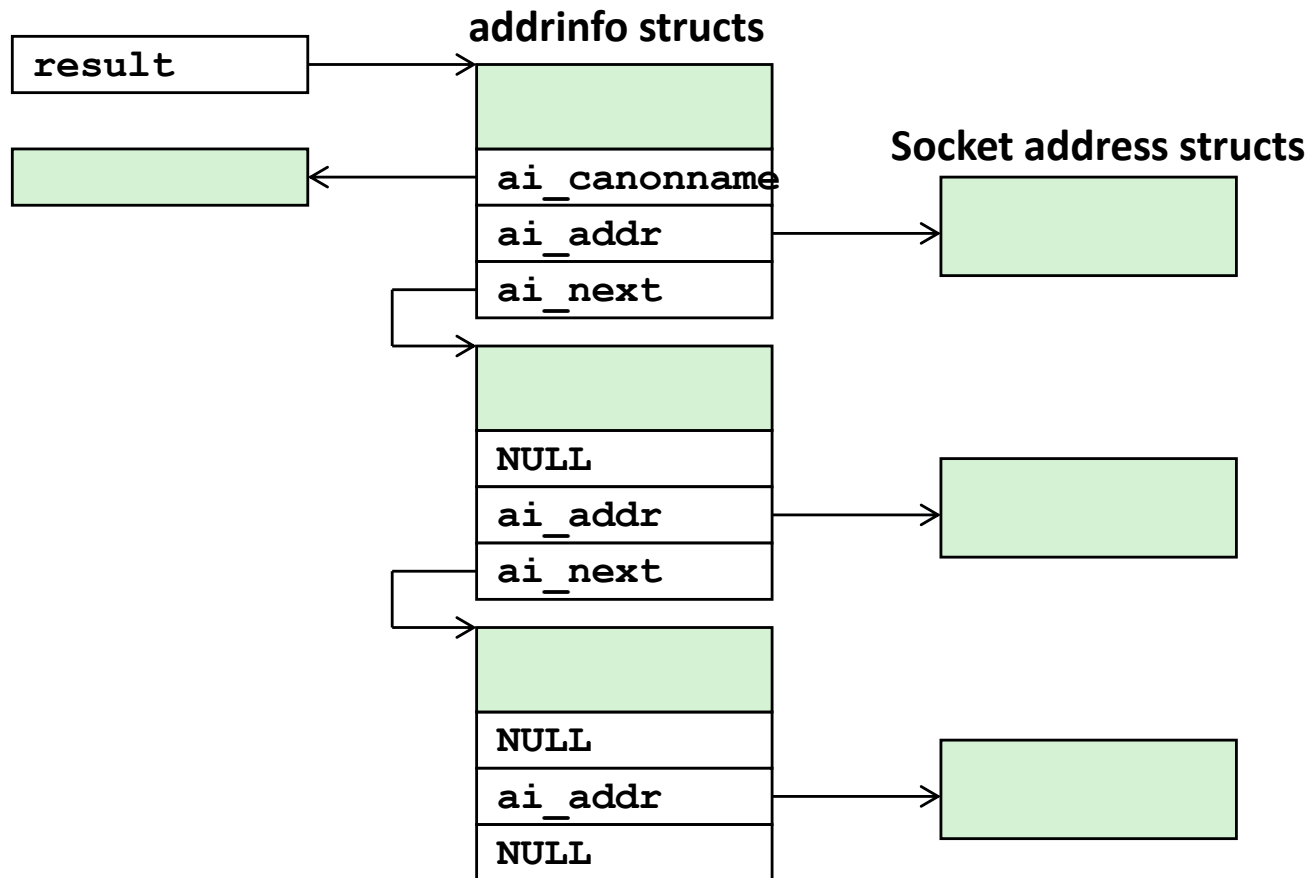 addrinfo structs
result
Socket address structs
ai_canonname
ai_addr
ai_next
NULL
ai_addr
ai_next
NULL
ai_addr
NULL